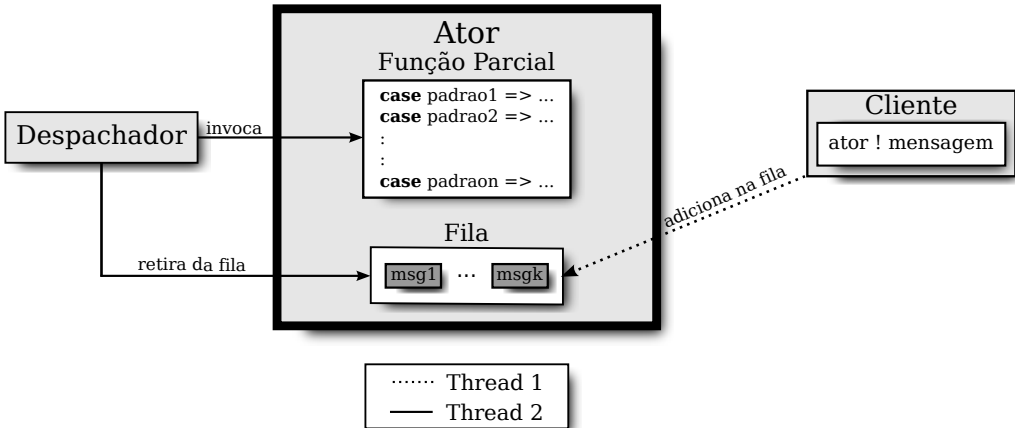 Ator
Função Parcial
case padrao1 => ...
case padrao2 => ...
:
:
case padraon => ...
Despachador
invoca
Cliente
ator ! mensagem
adiciona na fila
Fila
retira da fila
msg1 ... msgk
Thread 1
Thread 2